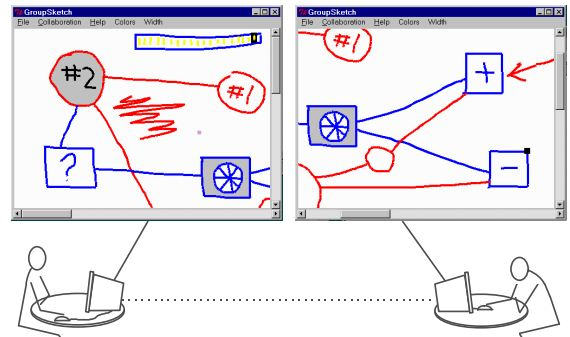 GroupSketch
File Collaboration Help Colors Width
#2
#1
?
GroupSketch
File Collaboration Help Colors Width
#1
+
-